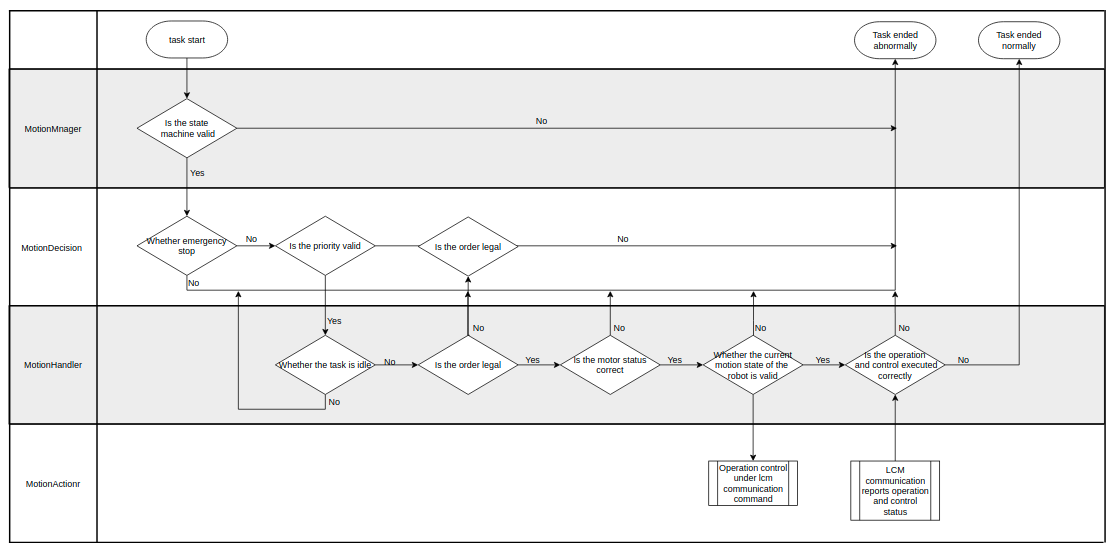 task start
Task ended
abnormally
Task ended
normally
MotionMnager
Is the state
machine valid
No
Yes
MotionDecision
Whether emergency
stop
No
Is the priority valid
Is the order legal
No
No
MotionHandler
Yes
Whether the task is idle
No
No
Is the order legal
No
Yes
Is the motor status
correct
No
Yes
Whether the current
motion state of the
robot is valid
No
Yes
Is the operation
and control executed
correctly
No
No
MotionActionr
Operation control
under lcm
communication
command
LCM
communication
reports operation
and control
status